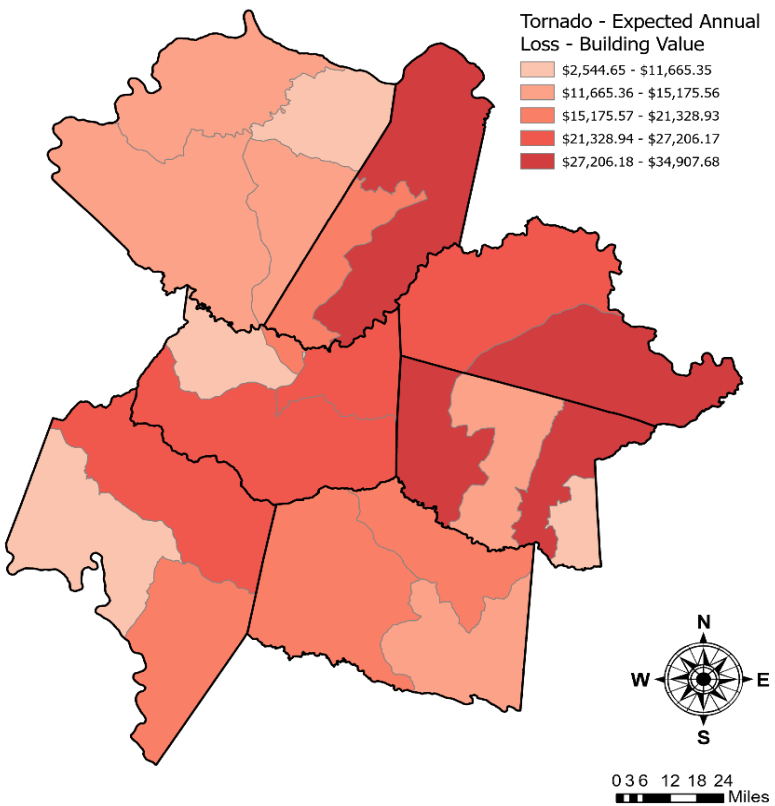 Tornado - Expected Annual
Loss - Building Value
$2,544.65 - $11,665.35
$11,665.36 - $15,175.56
$15,175.57 - $21,328.93
$21,328.94 - $27,206.17
$27,206.18 - $34,907.68
N
W E
S
0 3 6 12 18 24
Miles